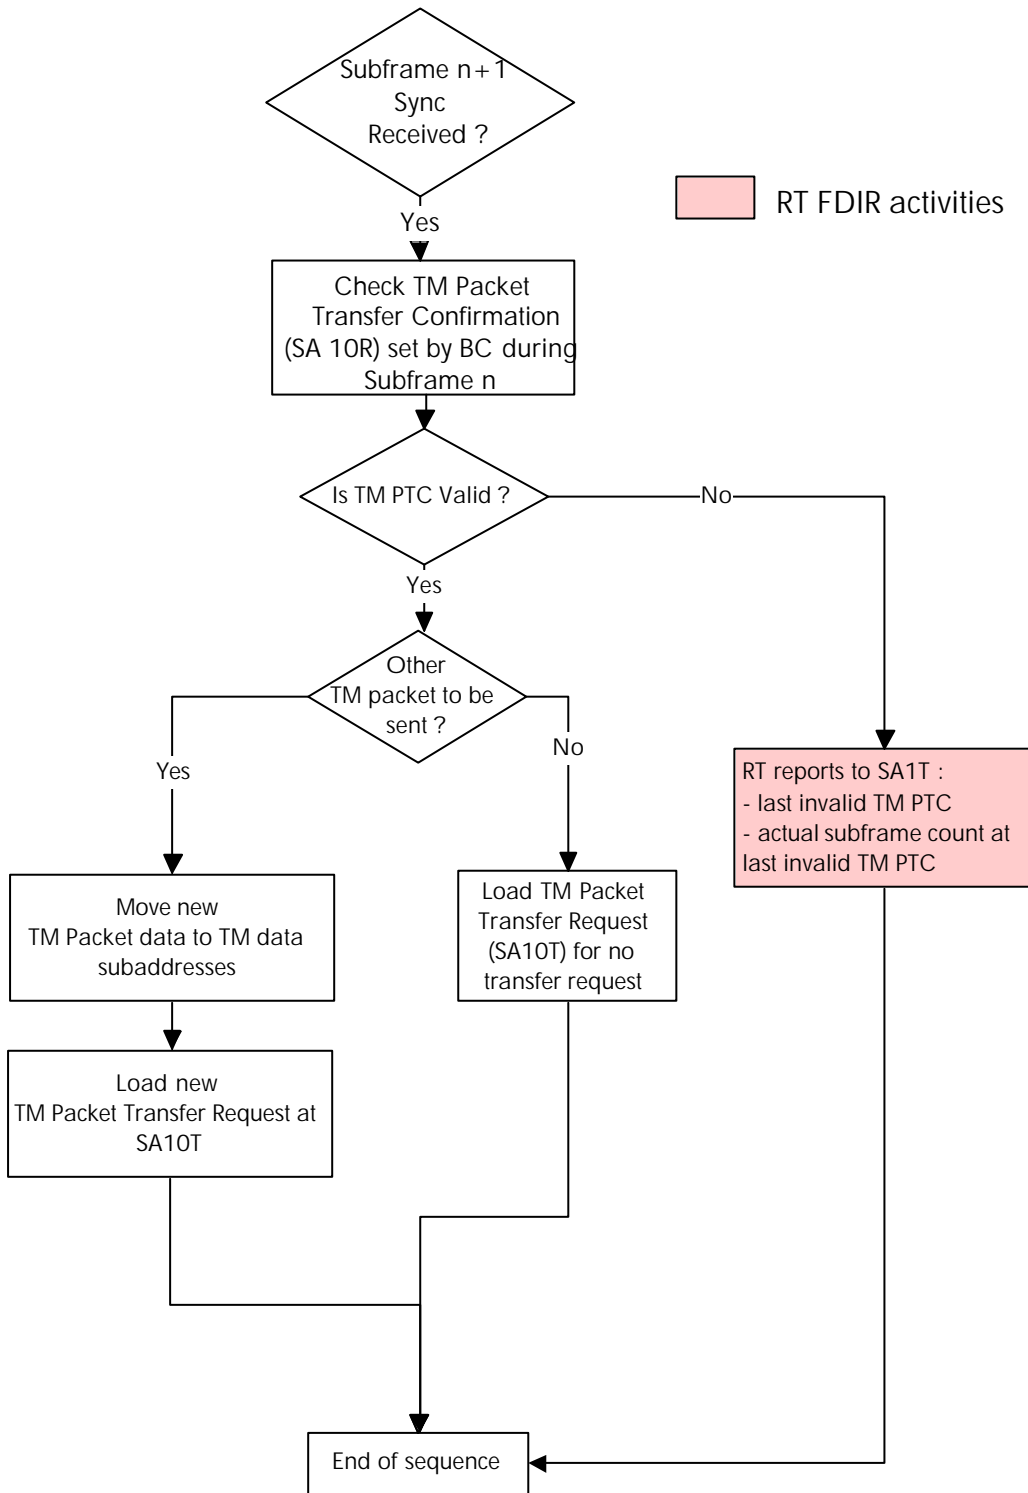 Subframe n+1
Sync
Received ?
RT FDIR activities
Yes
Check TM Packet
Transfer Confirmation
(SA 10R) set by BC during
Subframe n
Is TM PTC Valid ?
No
Yes
Other
TM packet to be
sent ?
Yes
No
RT reports to SA1T :
- last invalid TM PTC
- actual subframe count at
last invalid TM PTC
Move new
TM Packet data to TM data
subaddresses
Load TM Packet
Transfer Request
(SA10T) for no
transfer request
Load new
TM Packet Transfer Request at
SA10T
End of sequence